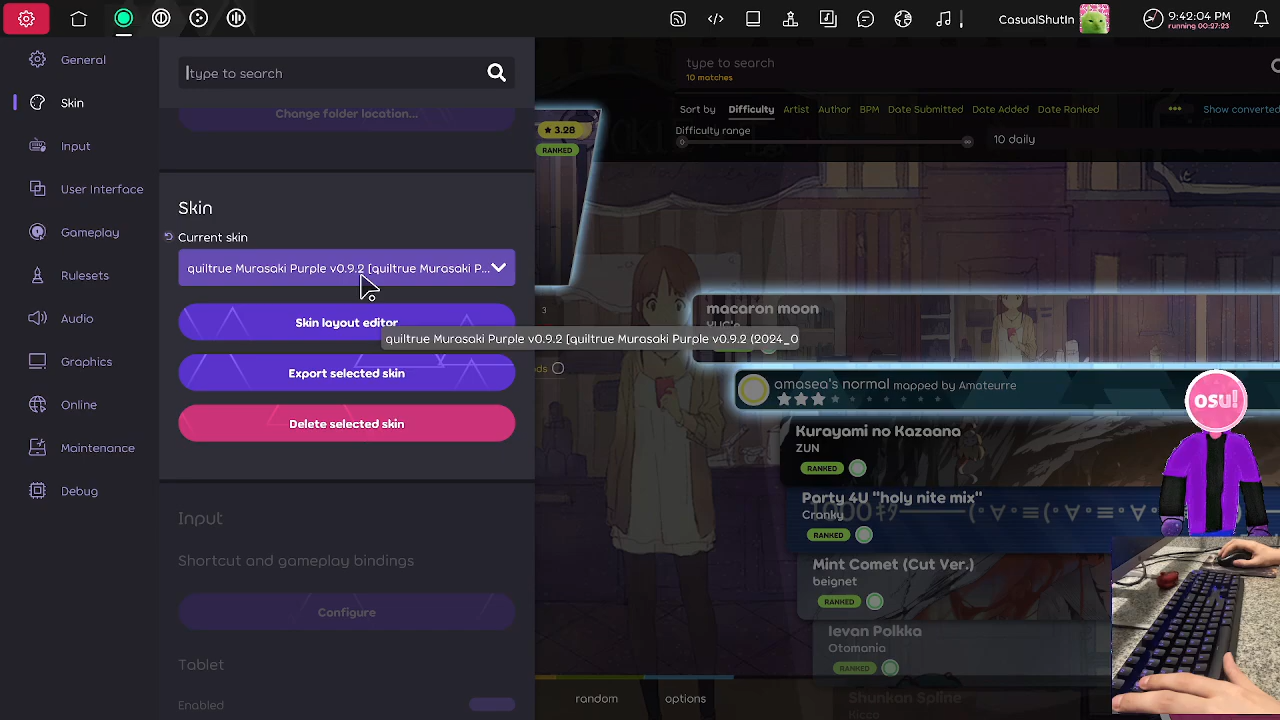 CasualShutIn
9:42:04 PM
running 00:27:23
General
Skin
Input
User Interface
Gameplay
Rulesets
Audio
Graphics
Online
Maintenance
Debug
type to search
Change folder location...
Skin
Current skin
quiltrue Murasaki Purple v0.9.2 [quiltrue Murasaki P...
Skin layout editor
quiltrue Murasaki Purple v0.9.2 [quiltrue Murasaki Purple v0.9.2 (2024_0
Export selected skin
Delete selected skin
Input
Shortcut and gameplay bindings
Configure
Tablet
Enabled
3.28
RANKED
3
type to search
10 matches
Sort by Difficulty Artist Author BPM Date Submitted Date Added Date Ranked
Show converted
Difficulty range
0 ∞
10 daily
macaron moon
amasea's normal mapped by Amateurre
Kurayami no Kazaana
ZUN
RANKED
Party 4U "holy nite mix"
Cranky
RANKED
Mint Comet (Cut Ver.)
beignet
RANKED
Ievan Polkka
Otomania
RANKED
Shunkan Spline
random
options
osu!